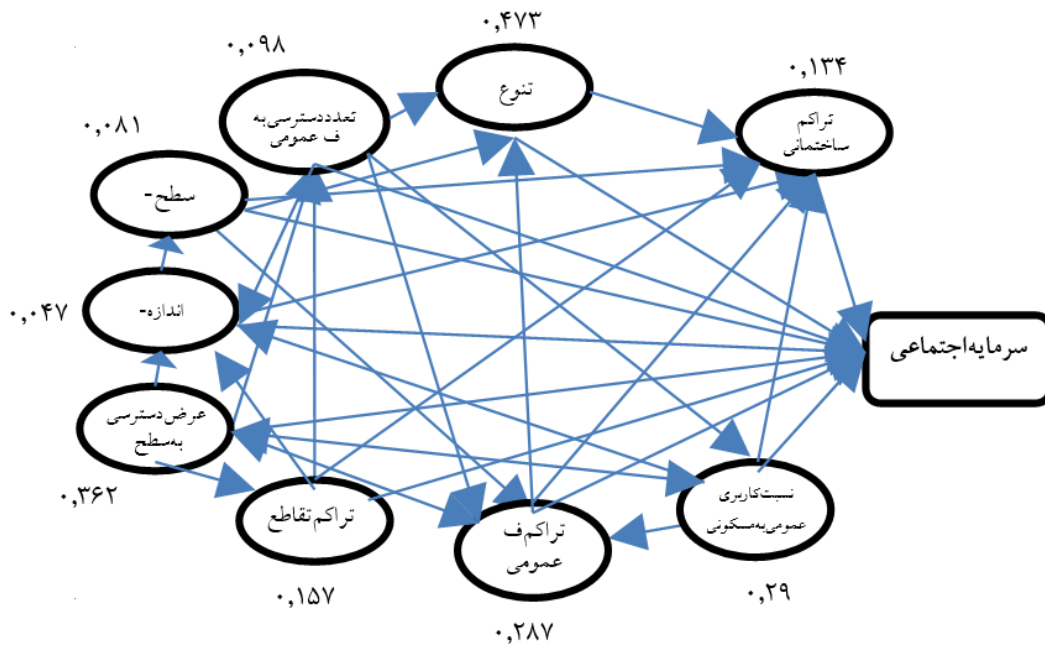 ۰,۴۷۳
۰,۰۹۸
۰,۱۳۴
تنوع
تعدددسترسی به
ف عمومی
تراکم
ساختمانی
۰,۰۸۱
سطح-
۰,۰۴۷
اندازه-
سرمایه اجتماعی
عرض دسترسی
به سطح
۰,۳۶۲
تراکم تقاطع
۰,۱۵۷
تراکم ف
عمومی
۰,۲۸۷
نسبت کاربری
عمومی به مسکونی
۰,۲۹